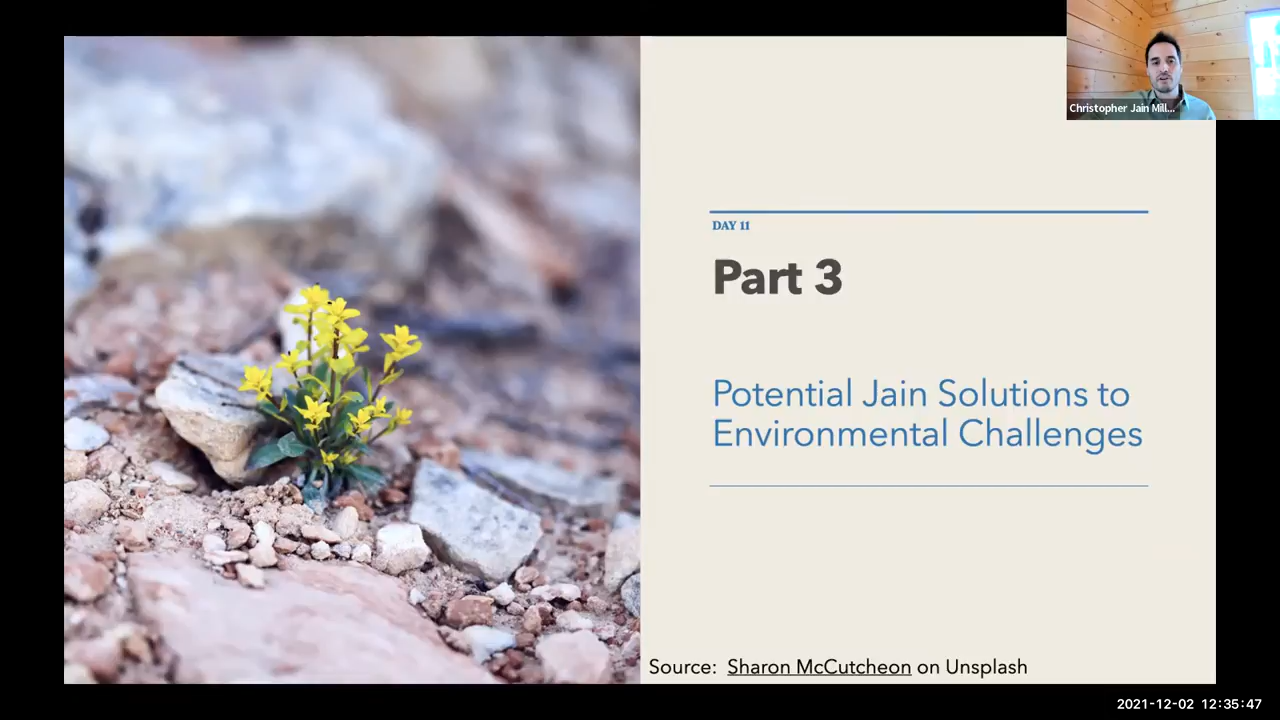 Christopher Jain Mill...
DAY 11
Part 3
Potential Jain Solutions to
Environmental Challenges
Source: Sharon McCutcheon on Unsplash
2021-12-02 12:35:47